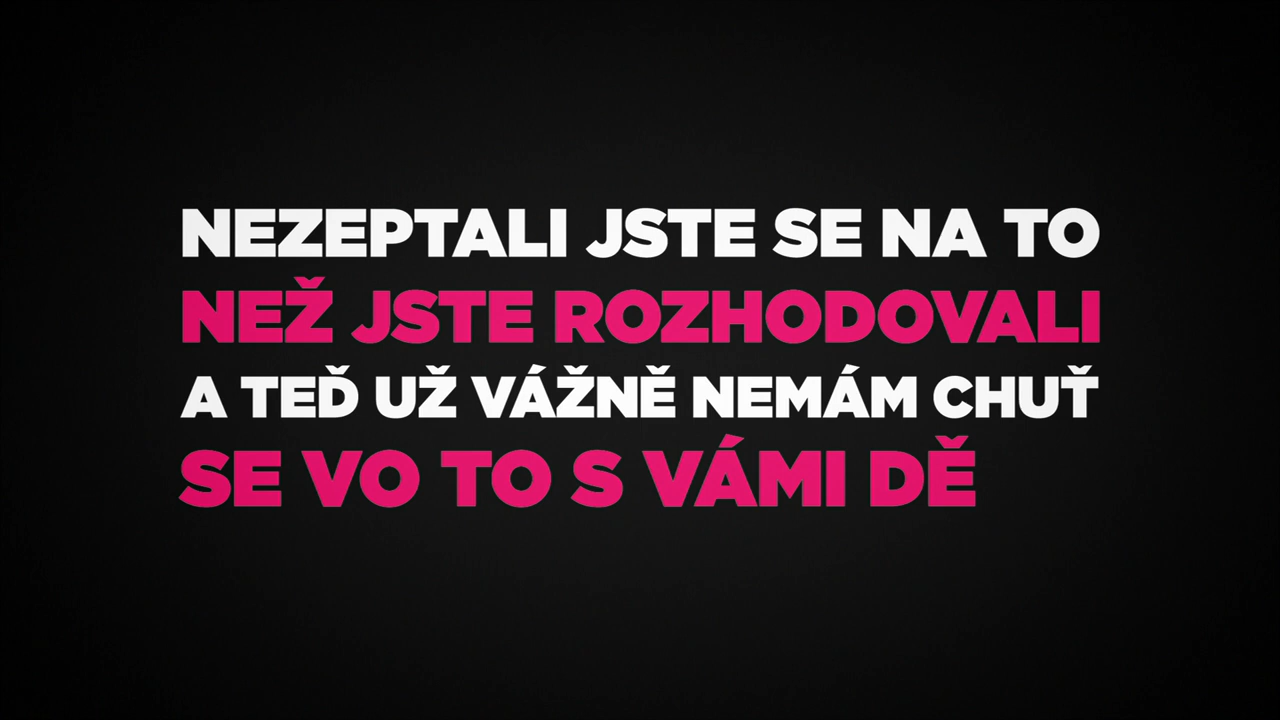 NEZEPTALI JSTE SE NA TO
NEŽ JSTE ROZHODOVALI
A TEĎ UŽ VÁŽNĚ NEMÁM CHUŤ
SE VO TO S VÁMI DĚ